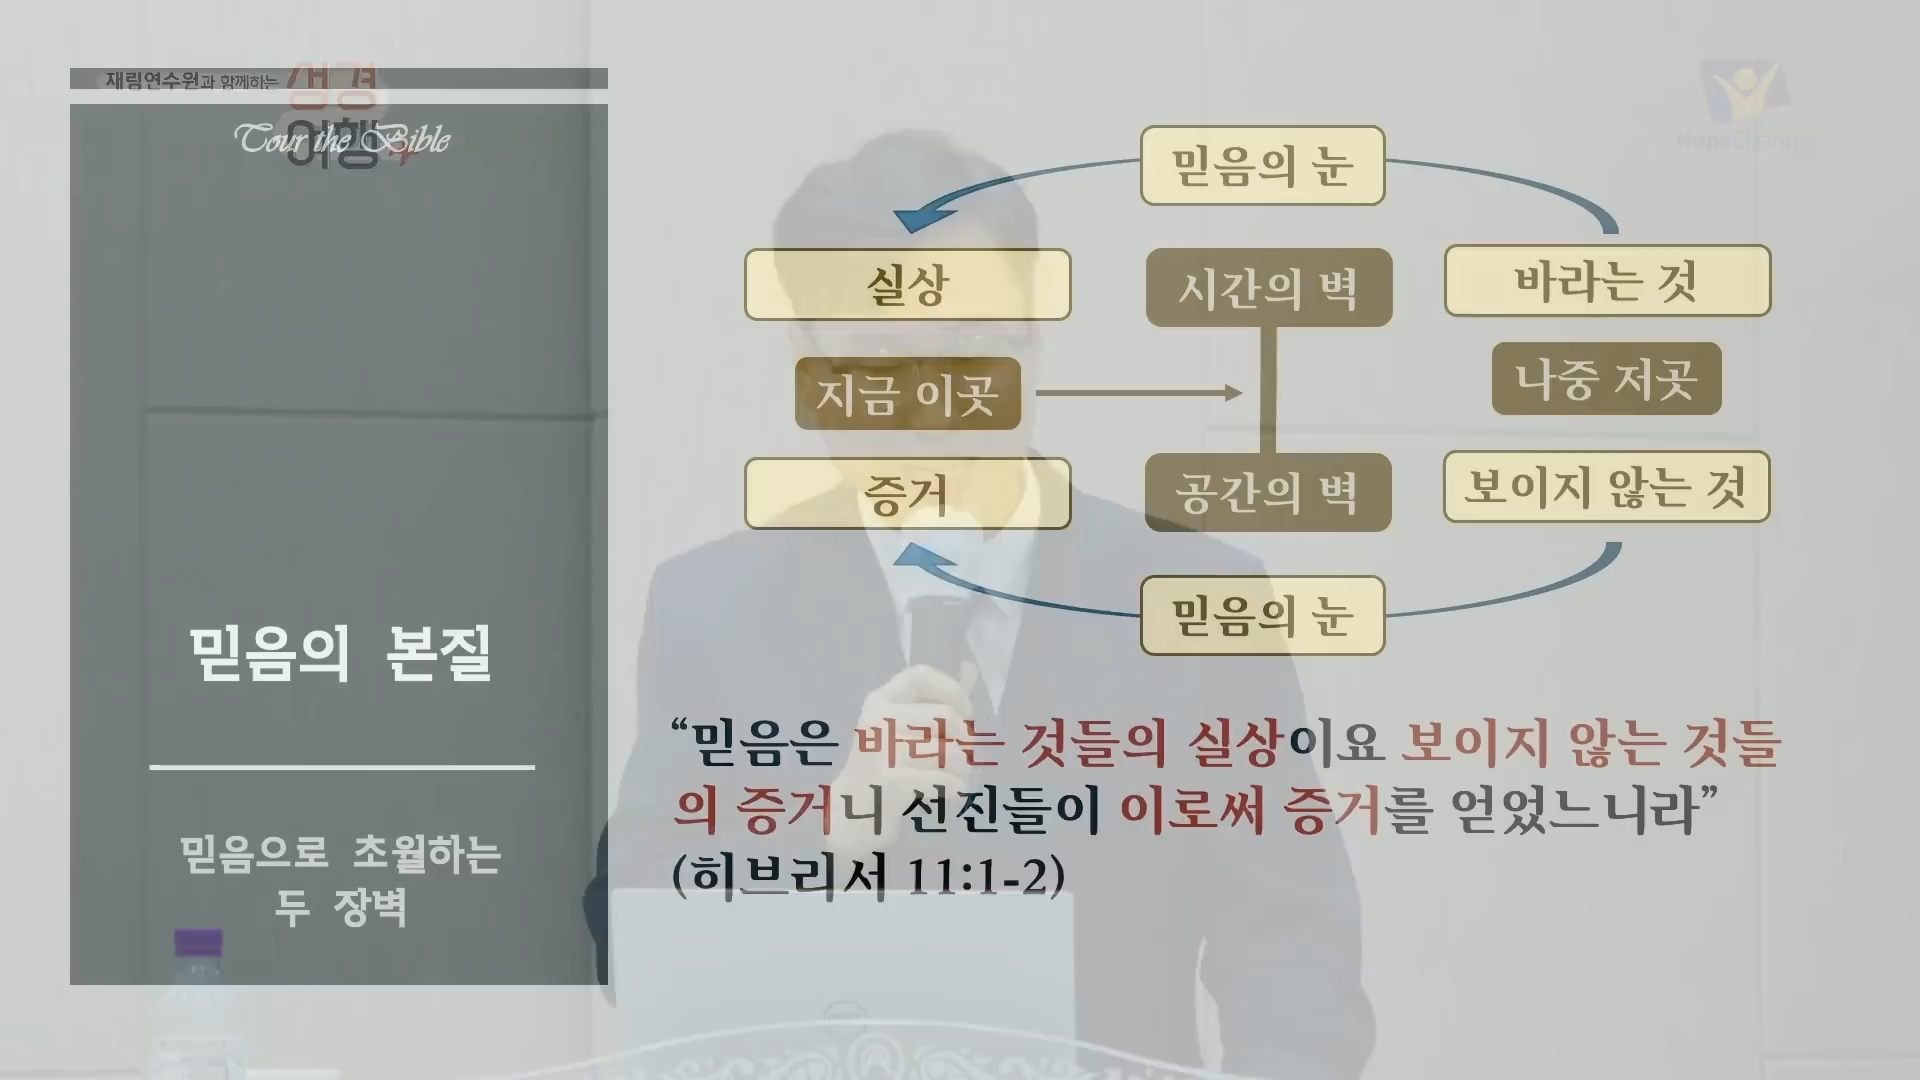 재림연수원과 함께하는
성경
여행
Tour the Bible
믿음의 본질
믿음으로 초월하는
두 장벽
믿음의 눈
실상
시간의 벽
바라는 것
지금 이곳
나중 저곳
증거
공간의 벽
보이지 않는 것
믿음의 눈
“믿음은 바라는 것들의 실상이요 보이지 않는 것들
의 증거니 선진들이 이로써 증거를 얻었느니라”
(히브리서 11:1-2)